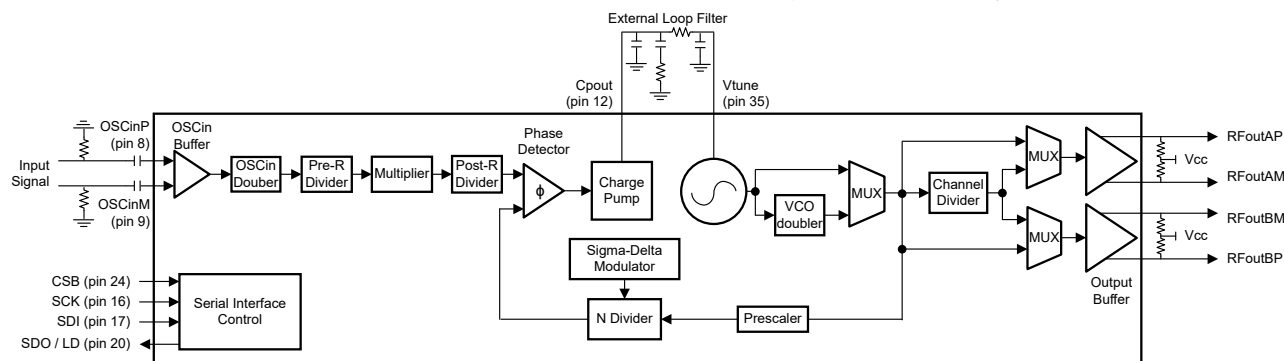 External Loop Filter
Cpout
(pin 12)
Vtune
(pin 35)
OSCinP
(pin 8)
OSCin
Buffer
Input
Signal
OSCinM
(pin 9)
OSCin
Douber
Pre-R
Divider
Multiplier
Post-R
Divider
Phase
Detector
ϕ
Charge
Pump
VCO
doubler
MUX
Channel
Divider
MUX
MUX
RFoutAP
Vcc
RFoutAM
RFoutBM
Vcc
RFoutBP
Output
Buffer
Sigma-Delta
Modulator
N Divider
Prescaler
CSB (pin 24)
SCK (pin 16)
SDI (pin 17)
SDO / LD (pin 20)
Serial Interface
Control